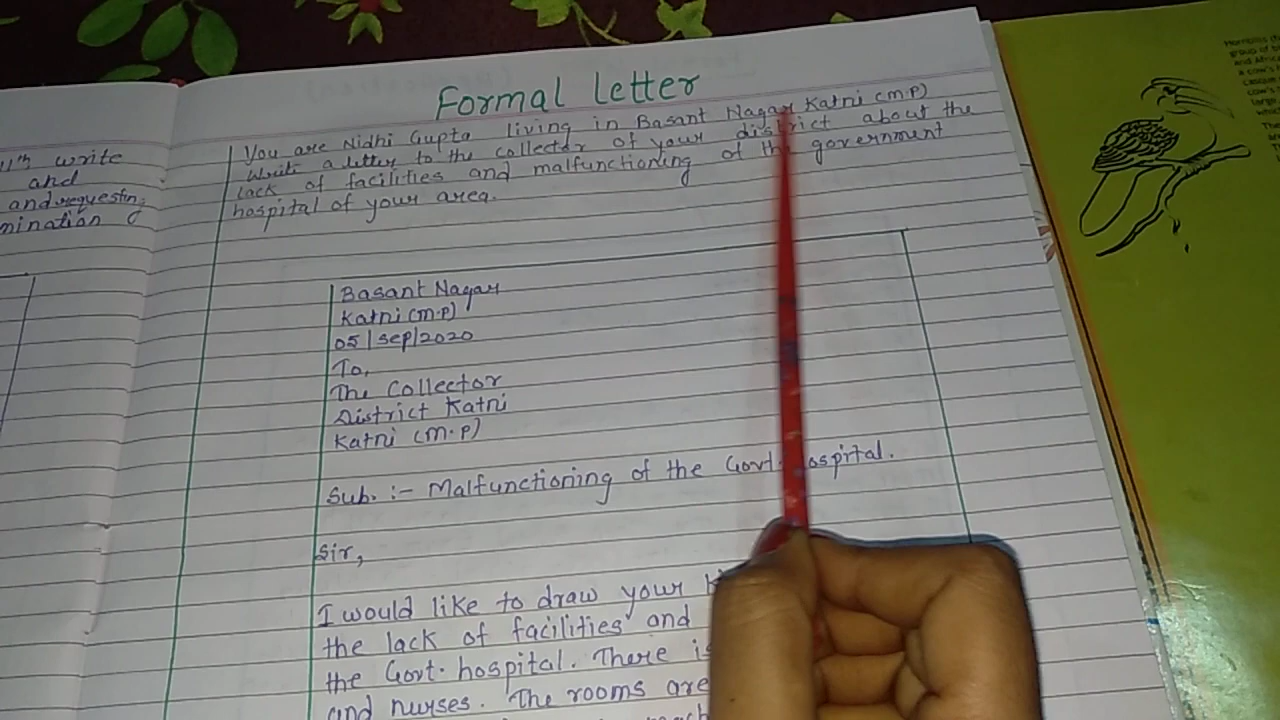 Formal Letter
You are Nidhi Gupta living in Basant Nagar Katni (M.P)
Write a letter to the collector of your district about the
lack of facilities and malfunctioning of the government
hospital of your area.
Basant Nagar
Katni (M.P)
05/Sep/2020
To,
The Collector
District Katni
Katni (M.P)
Sub. :- Malfunctioning of the Govt. hospital.
Sir,
I would like to draw your
the lack of facilities and
the Govt. hospital. There is
and nurses. The rooms are
11th write
and
and requestin
mination o